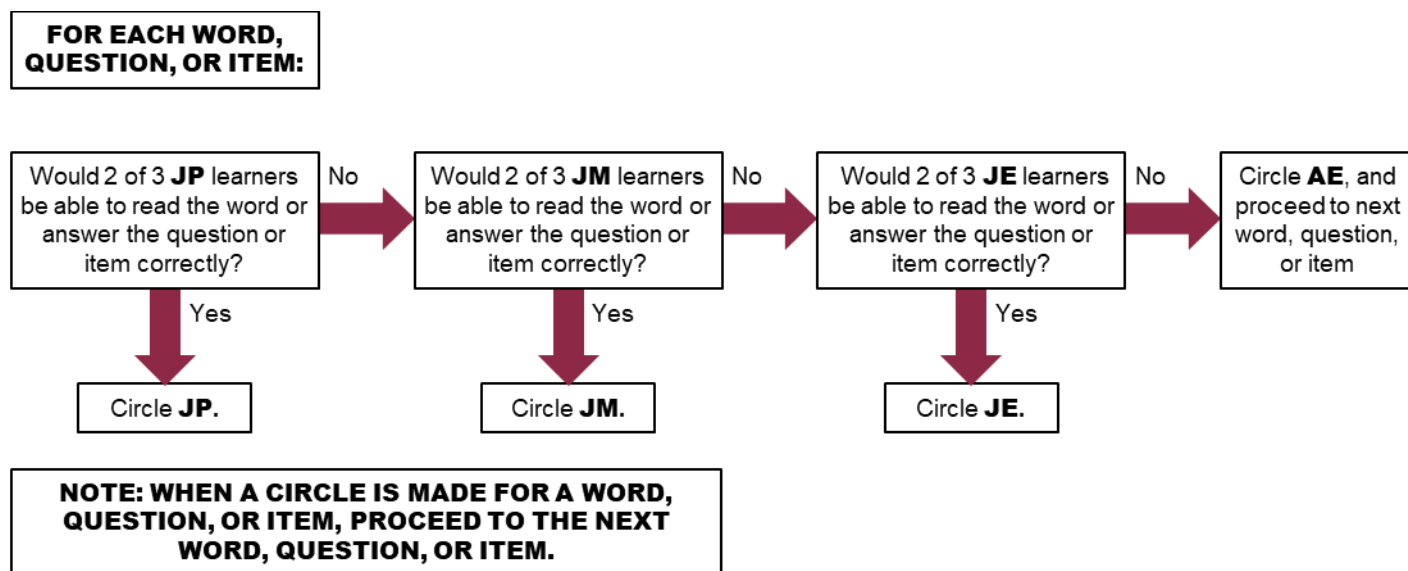 FOR EACH WORD,
QUESTION, OR ITEM:
Would 2 of 3 JP learners
be able to read the word or
answer the question or
item correctly?
No
Would 2 of 3 JM learners
be able to read the word or
answer the question or
item correctly?
No
Would 2 of 3 JE learners
be able to read the word or
answer the question or
item correctly?
No
Circle AE, and
proceed to next
word, question,
or item
Yes
Yes
Yes
Circle JP.
Circle JM.
Circle JE.
NOTE: WHEN A CIRCLE IS MADE FOR A WORD,
QUESTION, OR ITEM, PROCEED TO THE NEXT
WORD, QUESTION, OR ITEM.